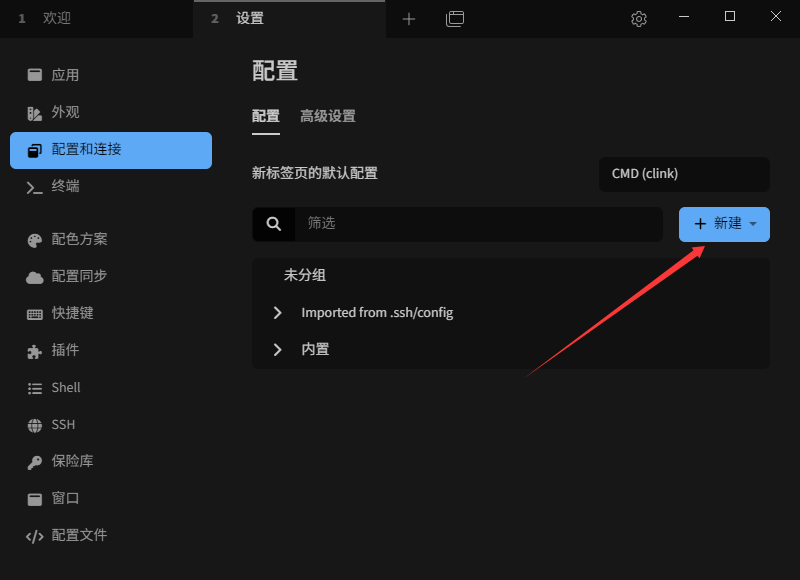 1 欢迎
2 设置
应用
外观
配置和连接
终端
配色方案
配置同步
快捷键
插件
Shell
SSH
保险库
窗口
配置文件
配置
配置 高级设置
新标签页的默认配置 CMD (clink)
筛选 新建
未分组
Imported from .ssh/config
内置